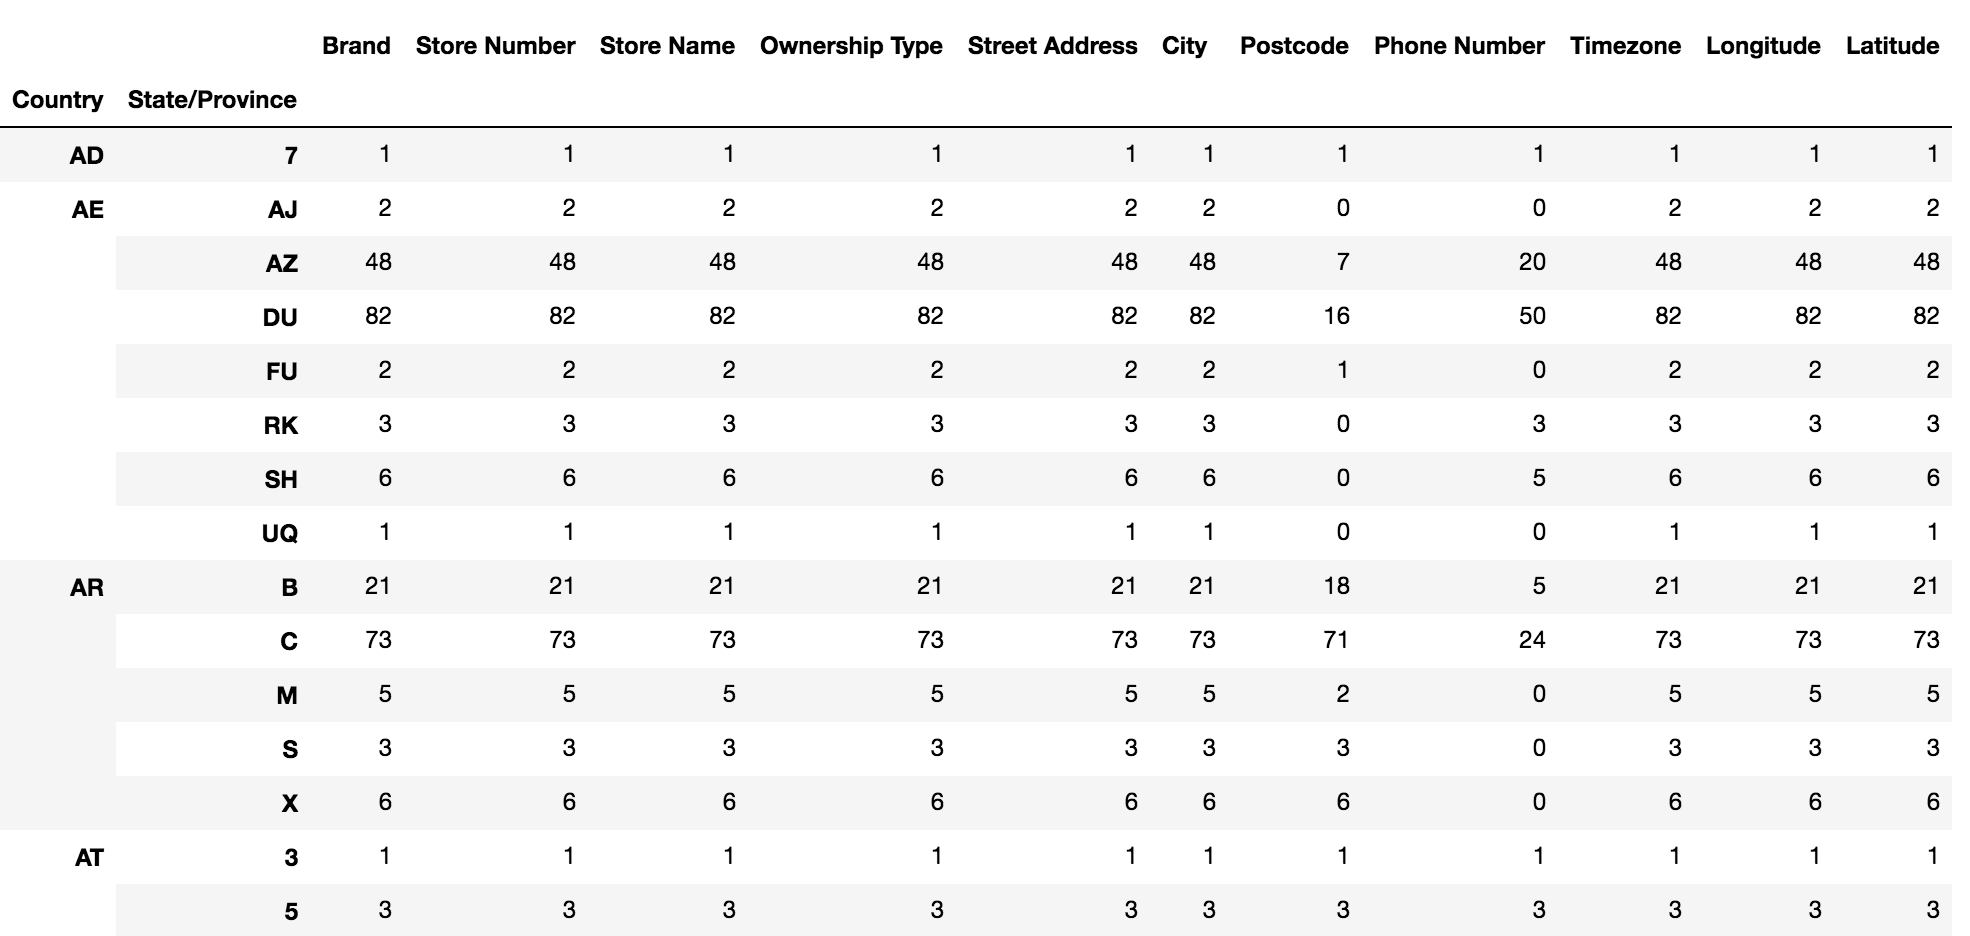 Brand Store Number Store Name Ownership Type Street Address City Postcode Phone Number Timezone Longitude Latitude
Country State/Province
AD 7 1 1 1 1 1 1 1 1 1 1 1
AE AJ 2 2 2 2 2 2 0 0 2 2 2
AZ 48 48 48 48 48 48 7 20 48 48 48
DU 82 82 82 82 82 82 16 50 82 82 82
FU 2 2 2 2 2 2 1 0 2 2 2
RK 3 3 3 3 3 3 0 3 3 3 3
SH 6 6 6 6 6 6 0 5 6 6 6
UQ 1 1 1 1 1 1 0 0 1 1 1
AR B 21 21 21 21 21 21 18 5 21 21 21
C 73 73 73 73 73 73 71 24 73 73 73
M 5 5 5 5 5 5 2 0 5 5 5
S 3 3 3 3 3 3 3 0 3 3 3
X 6 6 6 6 6 6 6 0 6 6 6
AT 3 1 1 1 1 1 1 1 1 1 1 1
5 3 3 3 3 3 3 3 3 3 3 3